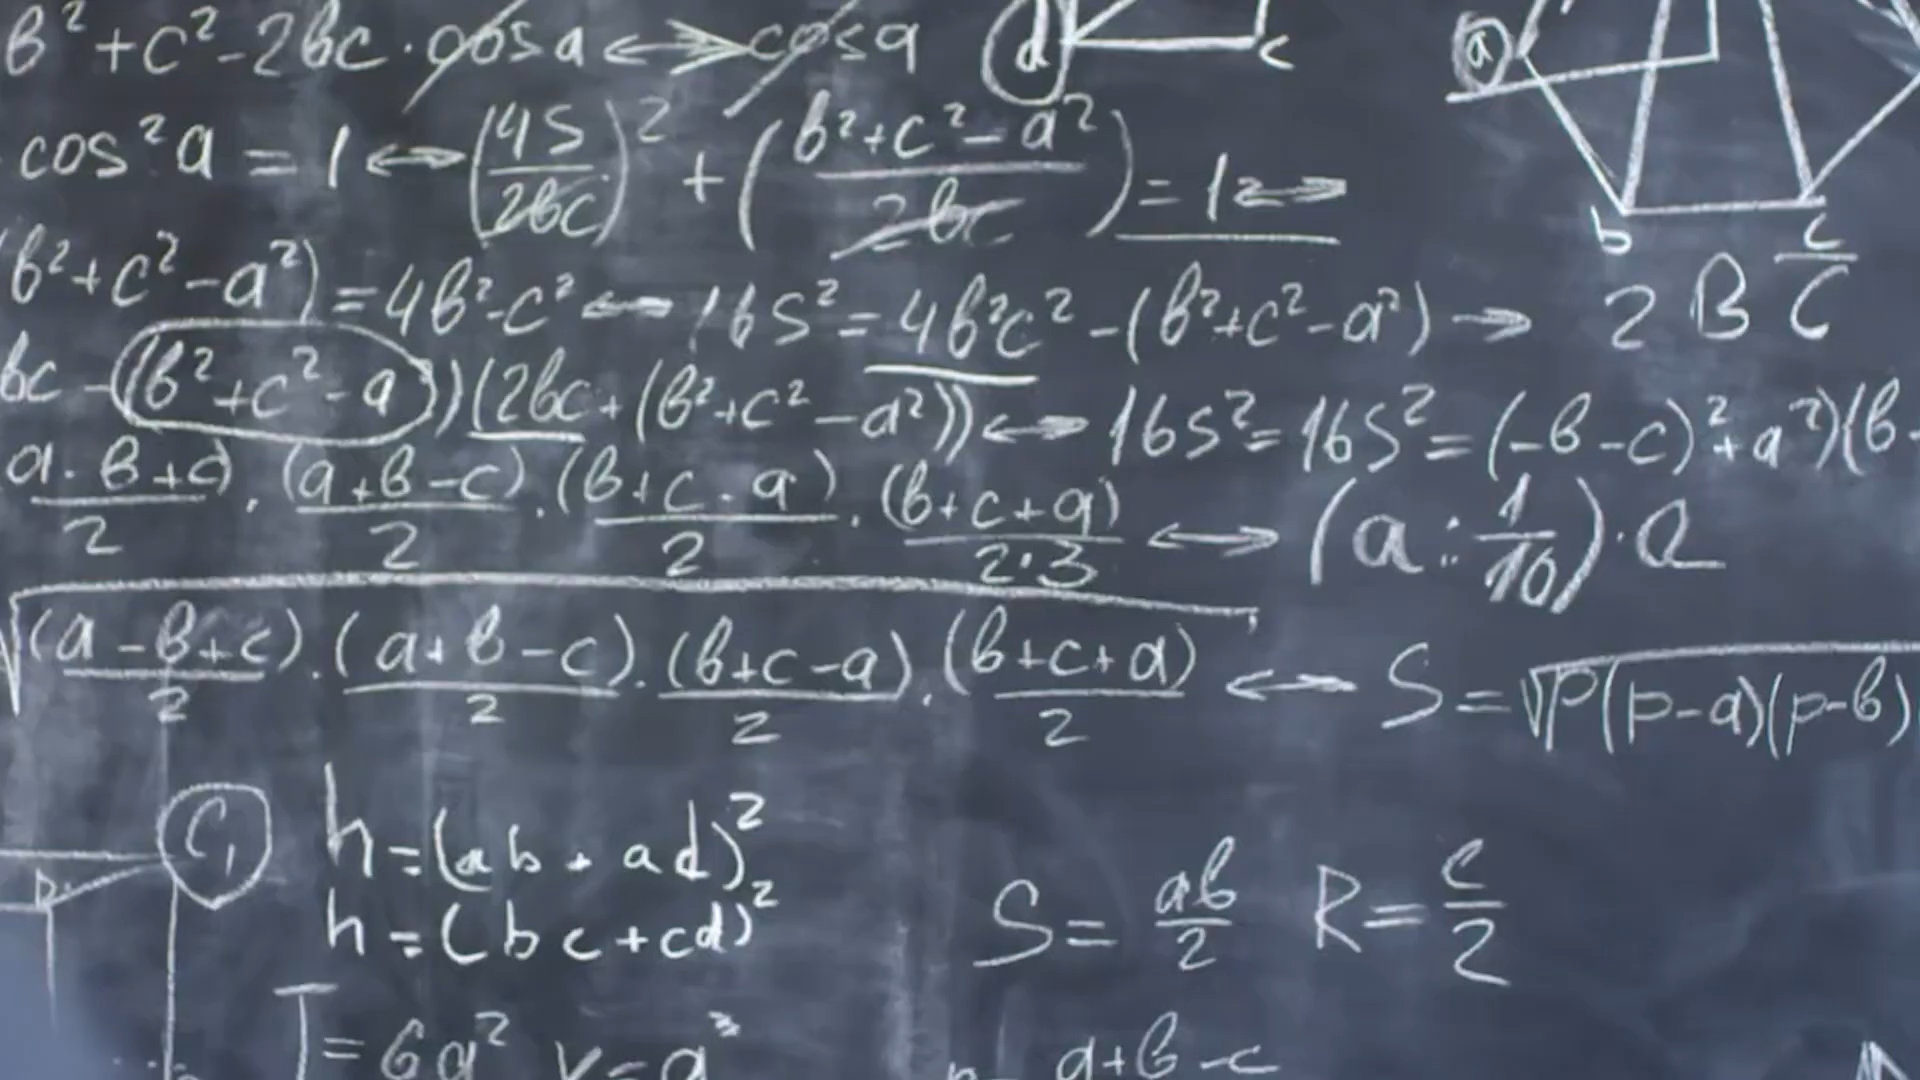 b²+c²-2bc·cosa⟷cosa
d
c
a
cos²a = 1 ⟷ (4S/2bc)² + (b²+c²-a²/2bc) = 1 ⟷
b
c
(b²+c²-a²) = 4b²-c² ⟷ 16S² = 4b²c² -(b²+c²-a²) →
2 B c/C
bc -(b²+c²-a))(2bc+(b²+c²-a²)) ⟷ 16S² = 16S² = (-b-c)²+a²)(b-
a·b+c)/2 · (a+b-c)/2 · (b+c-a)/2 · (b+c+a)/2·3 ⟷ (a:1/10)·a
√(a-b+c)/2 · (a+b-c)/2 · (b+c-a)/2 · (b+c+a)/2 ⟷ S = √p(p-a)(p-b)
C₁
h=(ab+ad)²
h=(bc+cd)²
S = ab/2 R = c/2
T = 6a² V = a³
a+b-c